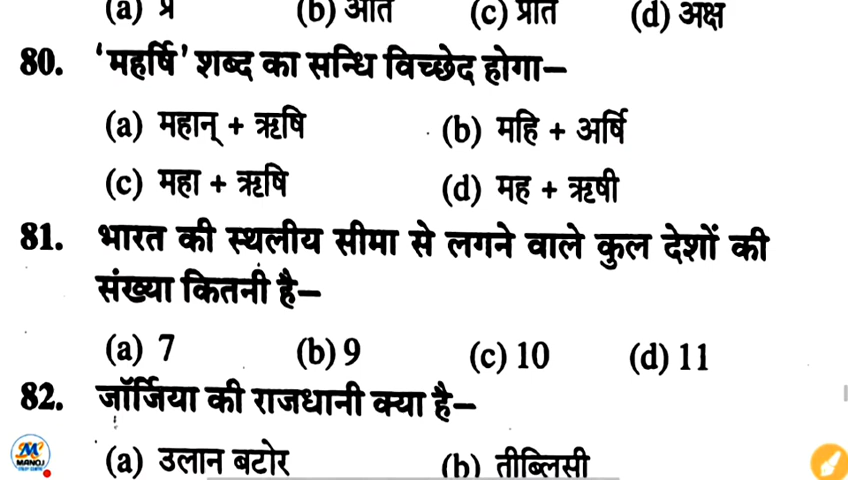 (a) प्र (b) अति (c) प्रति (d) अक्ष
80. 'महर्षि' शब्द का सन्धि विच्छेद होगा–
(a) महान् + ऋषि (b) महि + अर्षि
(c) महा + ऋषि (d) मह + ऋषी
81. भारत की स्थलीय सीमा से लगने वाले कुल देशों की
संख्या कितनी है–
(a) 7 (b) 9 (c) 10 (d) 11
82. जॉर्जिया की राजधानी क्या है–
(a) उलान बटोर (b) तीब्लिसी
MANOJ